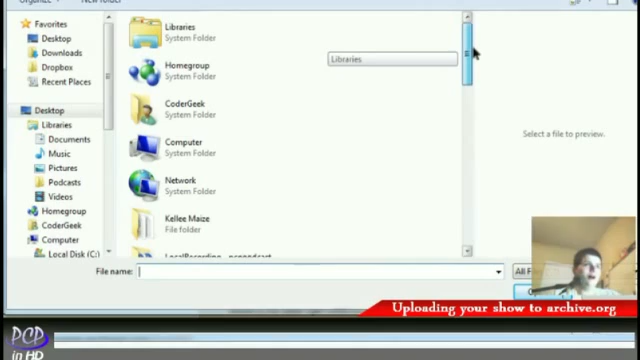 Organize
New folder
Favorites
Desktop
Downloads
Dropbox
Recent Places
Desktop
Libraries
Documents
Music
Pictures
Podcasts
Videos
Homegroup
CoderGeek
Computer
Local Disk (C:)
Libraries
System Folder
Homegroup
System Folder
CoderGeek
System Folder
Computer
System Folder
Network
System Folder
Kellee Maize
File folder
Libraries
Select a file to preview.
File name:
All Fi
Uploading your show to archive.org
PCP
in HD